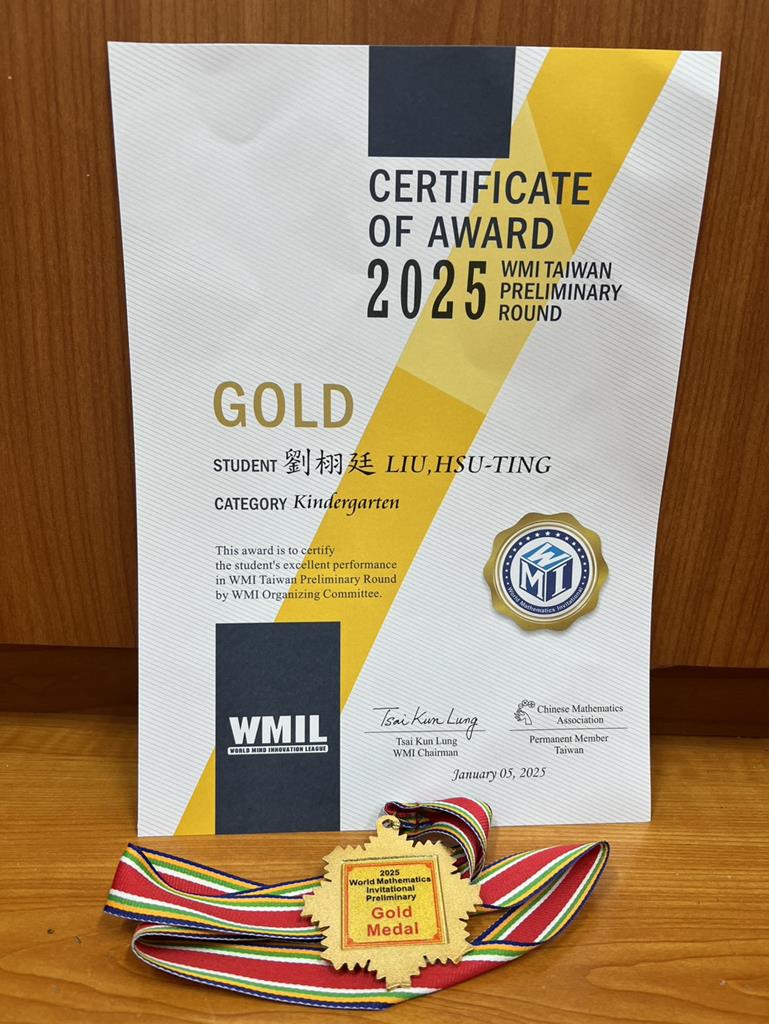 CERTIFICATE
OF AWARD
2025 WMI TAIWAN
PRELIMINARY
ROUND
GOLD
STUDENT 劉栩廷 LIU,HSU-TING
CATEGORY Kindergarten
This award is to certify
the student's excellent performance
in WMI Taiwan Preliminary Round
by WMI Organizing Committee.
WMI
World Mathematics Invitational
WMIL
WORLD MIND INNOVATION LEAGUE
Tsai Kun Lung
Tsai Kun Lung
WMI Chairman
Chinese Mathematics
Association
Permanent Member
Taiwan
January 05, 2025
2025
World Mathematics
Invitational
Preliminary
Gold
Medal